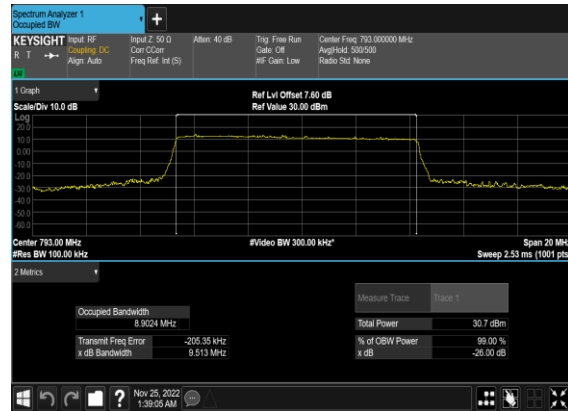 Spectrum Analyzer 1
Occupied BW
KEYSIGHT
R T
LW
Input: RF
Coupling: DC
Align: Auto
Input Z: 50 Ω
Corr CCorr
Freq Ref: Int (S)
Atten: 40 dB
Trig: Free Run
Gate: Off
#IF Gain: Low
Center Freq: 793.000000 MHz
Avg|Hold: 500/500
Radio Std: None
1 Graph
Scale/Div 10.0 dB
Ref Lvl Offset 7.60 dB
Ref Value 30.00 dBm
Log
20.0
10.0
0.00
-10.0
-20.0
-30.0
-40.0
-50.0
-60.0
Center 793.00 MHz
#Res BW 100.00 kHz
#Video BW 300.00 kHz*
Span 20 MHz
Sweep 2.53 ms (1001 pts)
2 Metrics
Measure Trace
Trace 1
Occupied Bandwidth
8.9024 MHz
Total Power
30.7 dBm
Transmit Freq Error
-205.35 kHz
% of OBW Power
99.00 %
x dB Bandwidth
9.513 MHz
x dB
-26.00 dB
?
Nov 25, 2022
1:39:05 AM